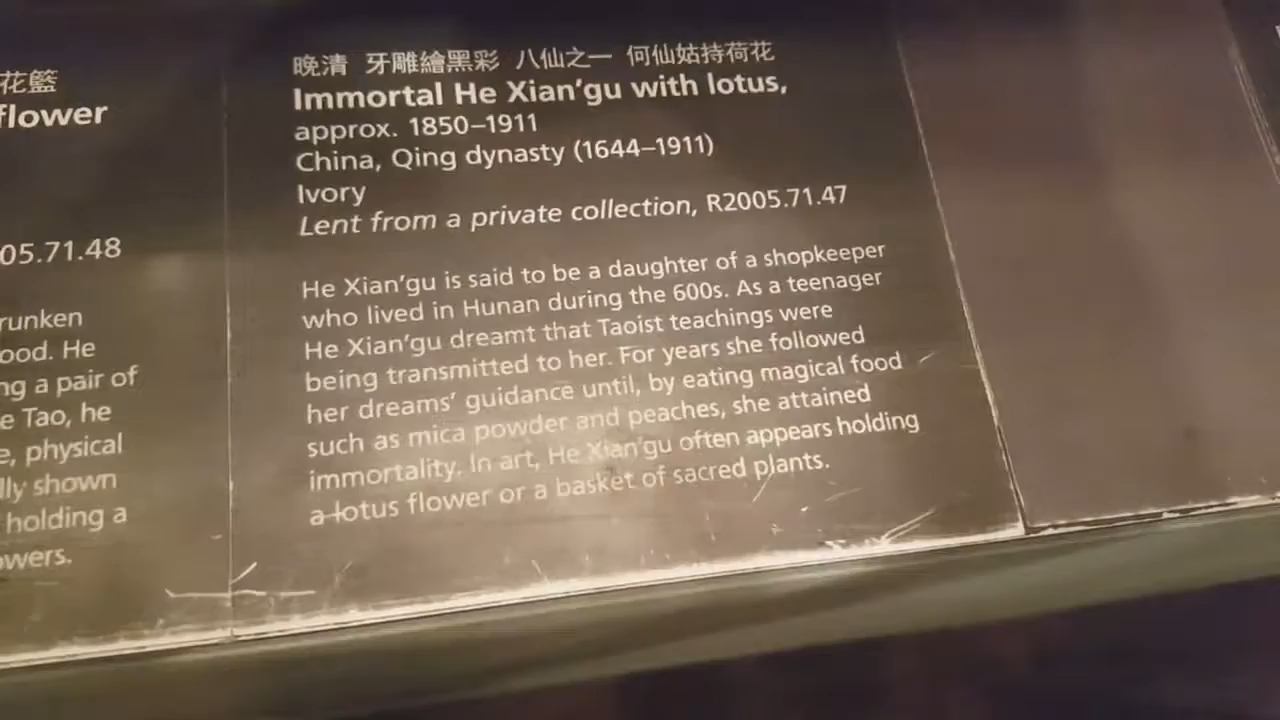 花籃
flower
05.71.48
runken
ood. He
ng a pair of
e Tao, he
e, physical
lly shown
holding a
owers.
晚清 牙雕繪黑彩 八仙之一 何仙姑持荷花
Immortal He Xian'gu with lotus,
approx. 1850–1911
China, Qing dynasty (1644–1911)
Ivory
Lent from a private collection, R2005.71.47
He Xian'gu is said to be a daughter of a shopkeeper
who lived in Hunan during the 600s. As a teenager
He Xian'gu dreamt that Taoist teachings were
being transmitted to her. For years she followed
her dreams' guidance until, by eating magical food
such as mica powder and peaches, she attained
immortality. In art, He Xian'gu often appears holding
a lotus flower or a basket of sacred plants.